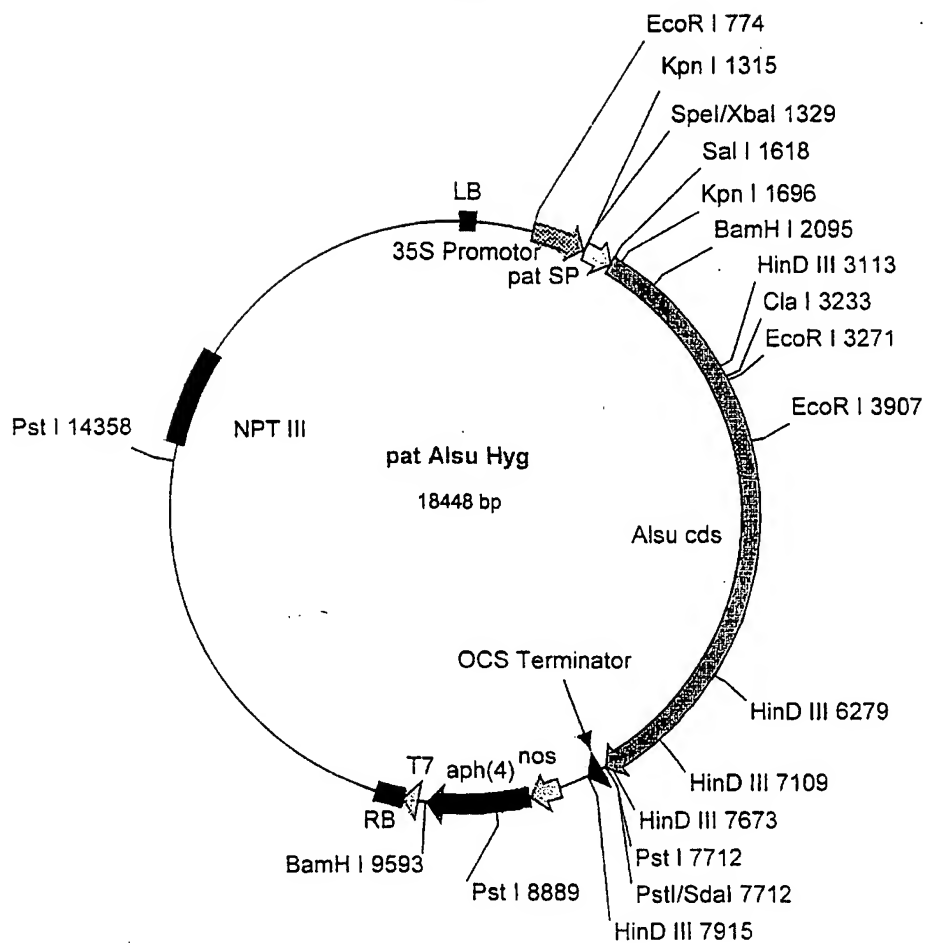 EcoR I 774
Kpn I 1315
SpeI/XbaI 1329
Sal I 1618
Kpn I 1696
BamH I 2095
HinD III 3113
Cla I 3233
EcoR I 3271
EcoR I 3907
LB
35S Promotor
pat SP
Pst I 14358
NPT III
pat Alsu Hyg
18448 bp
Alsu cds
OCS Terminator
HinD III 6279
HinD III 7109
HinD III 7673
Pst I 7712
PstI/SdaI 7712
HinD III 7915
nos
aph(4)
T7
RB
BamH I 9593
Pst I 8889